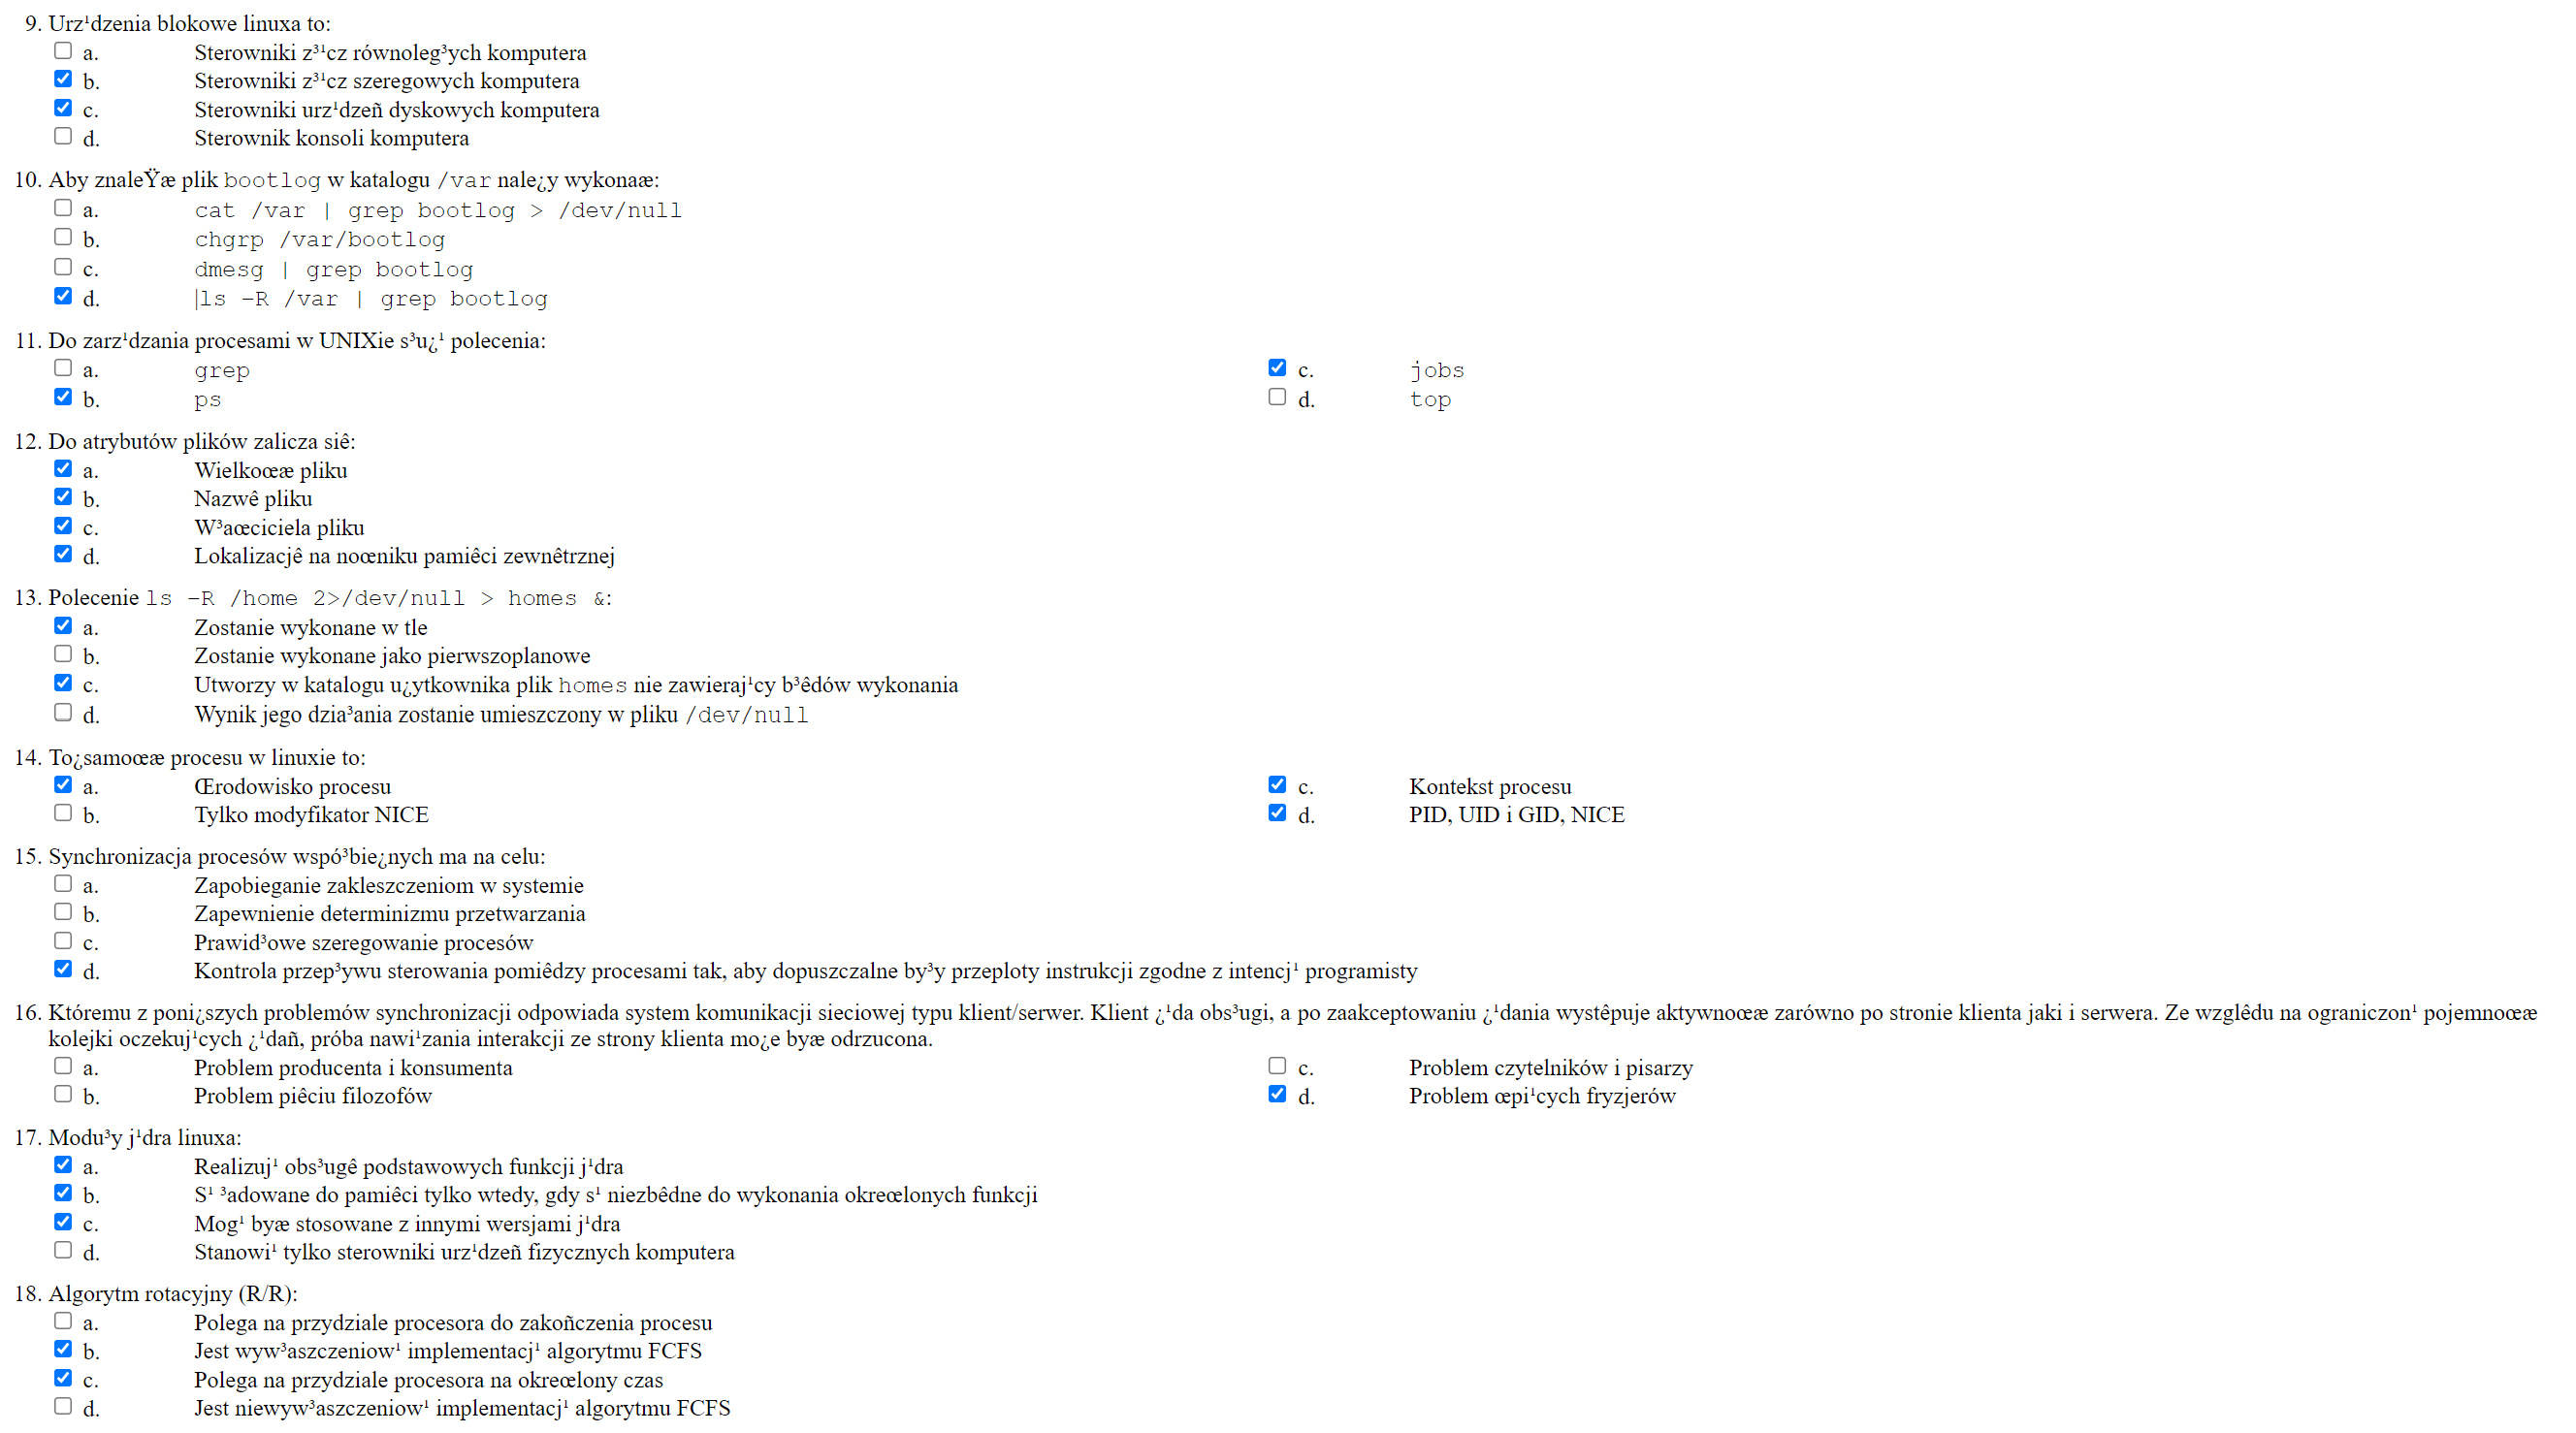 9. Urz¹dzenia blokowe linuxa to:
a. Sterowniki z³¹cz równoleg³ych komputera
b. Sterowniki z³¹cz szeregowych komputera
c. Sterowniki urz¹dzeñ dyskowych komputera
d. Sterownik konsoli komputera
10. Aby znaleŸæ plik bootlog w katalogu /var nale¿y wykonaæ:
a. cat /var | grep bootlog > /dev/null
b. chgrp /var/bootlog
c. dmesg | grep bootlog
d. ls -R /var | grep bootlog
11. Do zarz¹dzania procesami w UNIXie s³u¿¹ polecenia:
a. grep
b. ps
c. jobs
d. top
12. Do atrybutów plików zalicza siê:
a. Wielkoœæ pliku
b. Nazwê pliku
c. W³aœciciela pliku
d. Lokalizacjê na noœniku pamiêci zewnêtrznej
13. Polecenie ls -R /home 2>/dev/null > homes &:
a. Zostanie wykonane w tle
b. Zostanie wykonane jako pierwszoplanowe
c. Utworzy w katalogu u¿ytkownika plik homes nie zawieraj¹cy b³êdów wykonania
d. Wynik jego dzia³ania zostanie umieszczony w pliku /dev/null
14. To¿samoœæ procesu w linuxie to:
a. Œrodowisko procesu
b. Tylko modyfikator NICE
c. Kontekst procesu
d. PID, UID i GID, NICE
15. Synchronizacja procesów wspó³bie¿nych ma na celu:
a. Zapobieganie zakleszczeniom w systemie
b. Zapewnienie determinizmu przetwarzania
c. Prawid³owe szeregowanie procesów
d. Kontrola przep³ywu sterowania pomiêdzy procesami tak, aby dopuszczalne by³y przeploty instrukcji zgodne z intencj¹ programisty
16. Któremu z poni¿szych problemów synchronizacji odpowiada system komunikacji sieciowej typu klient/serwer. Klient ¿¹da obs³ugi, a po zaakceptowaniu ¿¹dania wystêpuje aktywnoœæ zarówno po stronie klienta jaki i serwera. Ze wzglêdu na ograniczon¹ pojemnoœæ
kolejki oczekuj¹cych ¿¹dañ, próba nawi¹zania interakcji ze strony klienta mo¿e byæ odrzucona.
a. Problem producenta i konsumenta
b. Problem piêciu filozofów
c. Problem czytelników i pisarzy
d. Problem œpi¹cych fryzjerów
17. Modu³y j¹dra linuxa:
a. Realizuj¹ obs³ugê podstawowych funkcji j¹dra
b. S¹ ³adowane do pamiêci tylko wtedy, gdy s¹ niezbêdne do wykonania okreœlonych funkcji
c. Mog¹ byæ stosowane z innymi wersjami j¹dra
d. Stanowi¹ tylko sterowniki urz¹dzeñ fizycznych komputera
18. Algorytm rotacyjny (R/R):
a. Polega na przydziale procesora do zakoñczenia procesu
b. Jest wyw³aszczeniow¹ implementacj¹ algorytmu FCFS
c. Polega na przydziale procesora na okreœlony czas
d. Jest niewyw³aszczeniow¹ implementacj¹ algorytmu FCFS